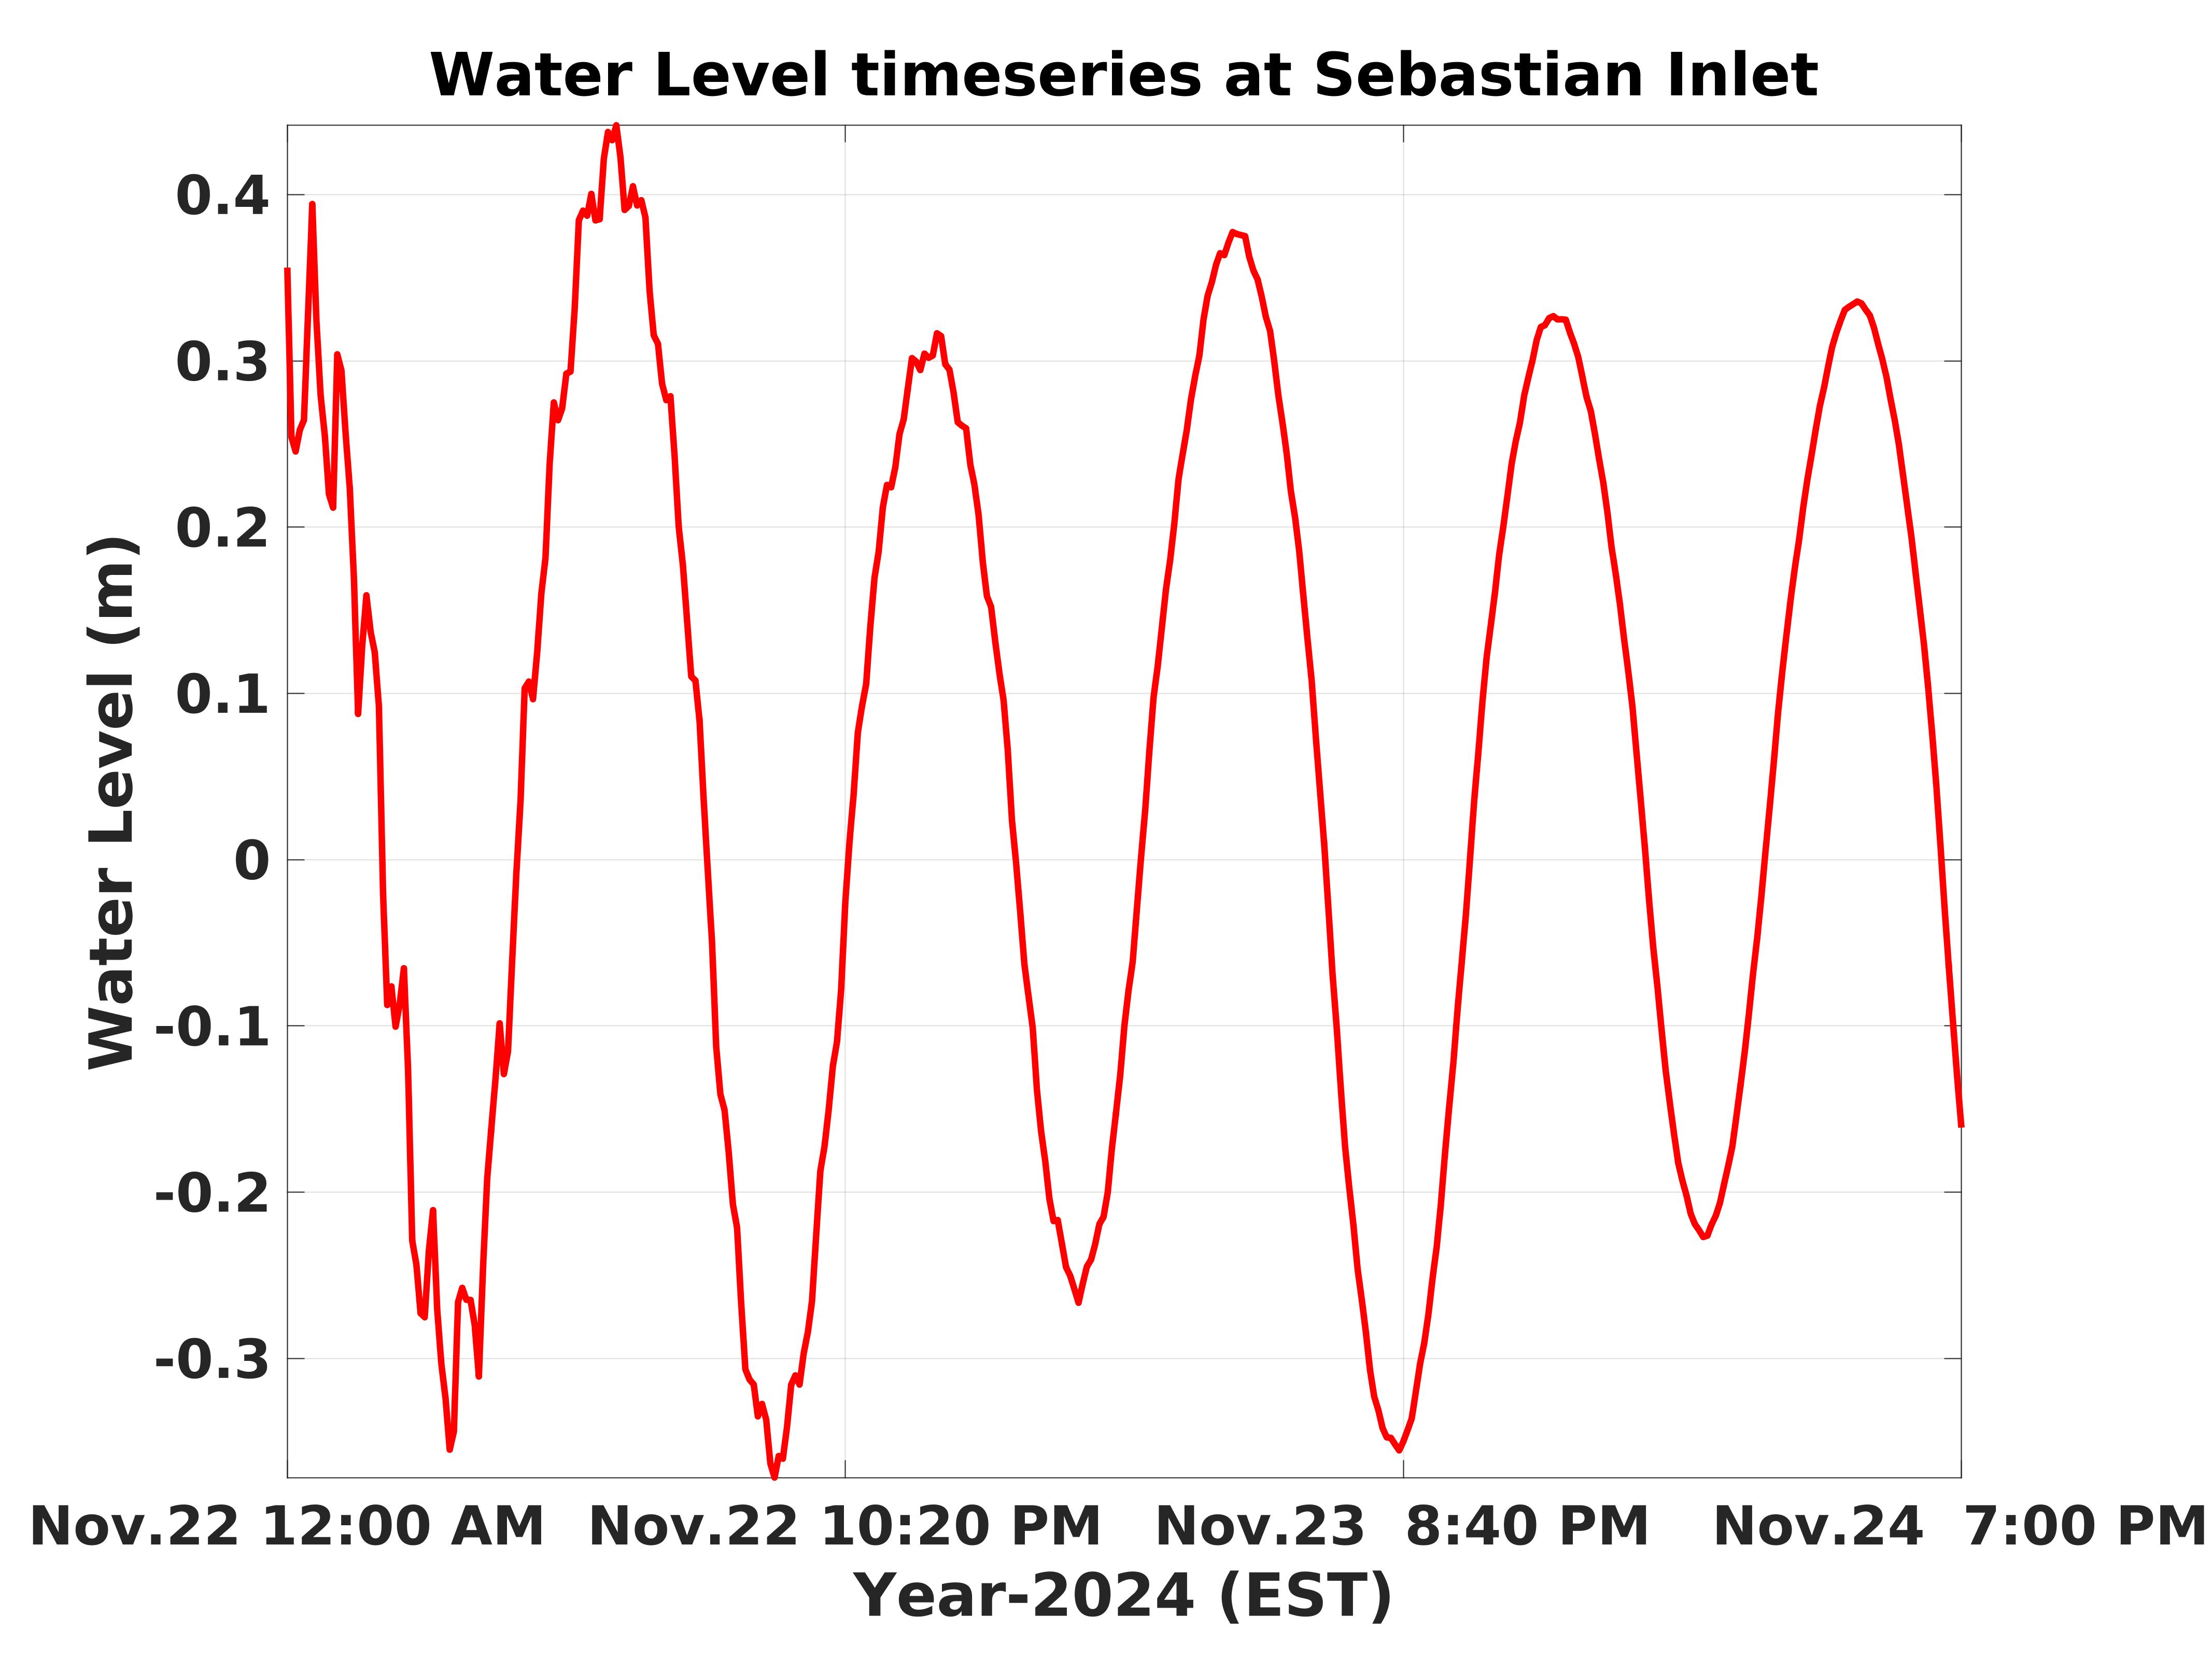 Water Level timeseries at Sebastian Inlet
0.4
0.3
0.2
0.1
0
-0.1
-0.2
-0.3
Water Level (m)
Nov.22 12:00 AM Nov.22 10:20 PM Nov.23 8:40 PM Nov.24 7:00 PM
Year-2024 (EST)